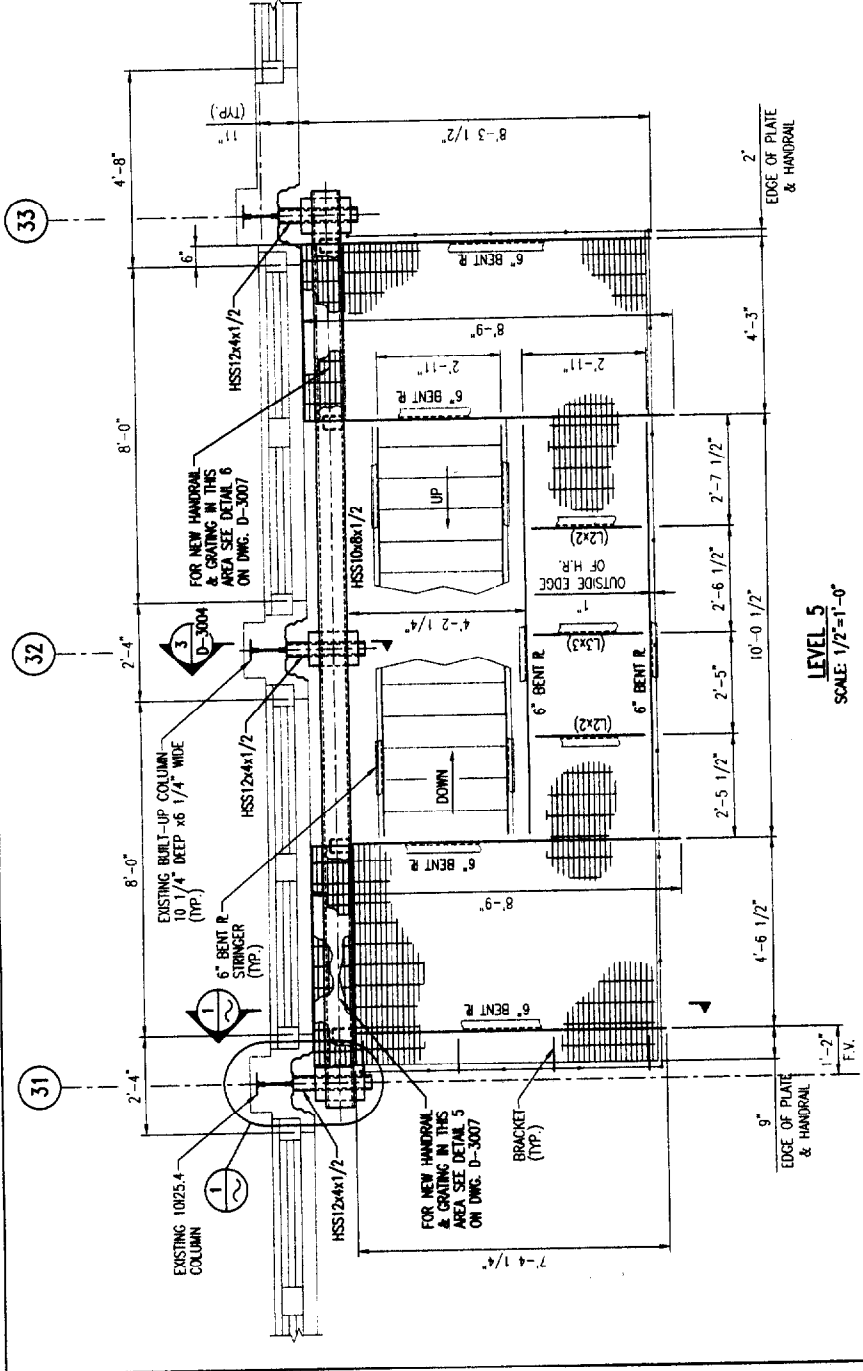 31
32
33
2'-4"
8'-0"
2'-4"
8'-0"
4'-8"
6"
11"
(TYP.)
EXISTING 10I25.4
COLUMN
1
1
EXISTING BUILT-UP COLUMN
10 1/4" DEEP x6 1/4" WIDE
(TYP.)
3
D-3004
FOR NEW HANDRAIL
& GRATING IN THIS
AREA SEE DETAIL 6
ON DWG. D-3007
HSS12x4x1/2
HSS12x4x1/2
HSS12x4x1/2
6" BENT PL
STRINGER
(TYP.)
HSS10x8x1/2
FOR NEW HANDRAIL
& GRATING IN THIS
AREA SEE DETAIL 5
ON DWG. D-3007
BRACKET
(TYP.)
DOWN
UP
4'-2 1/4"
2'-11"
2'-11"
8'-9"
8'-9"
8'-3 1/2"
7'-4 1/4"
6" BENT PL
6" BENT PL
6" BENT PL
6" BENT PL
6" BENT PL
6" BENT PL
(L2x2)
(L3x3)
(L2x2)
1"
OUTSIDE EDGE
OF H.R.
2'-5 1/2"
2'-5"
2'-6 1/2"
2'-7 1/2"
9"
4'-6 1/2"
10'-0 1/2"
4'-3"
2"
1'-2"
F.V.
EDGE OF PLATE
& HANDRAIL
EDGE OF PLATE
& HANDRAIL
LEVEL 5
SCALE: 1/2"=1'-0"